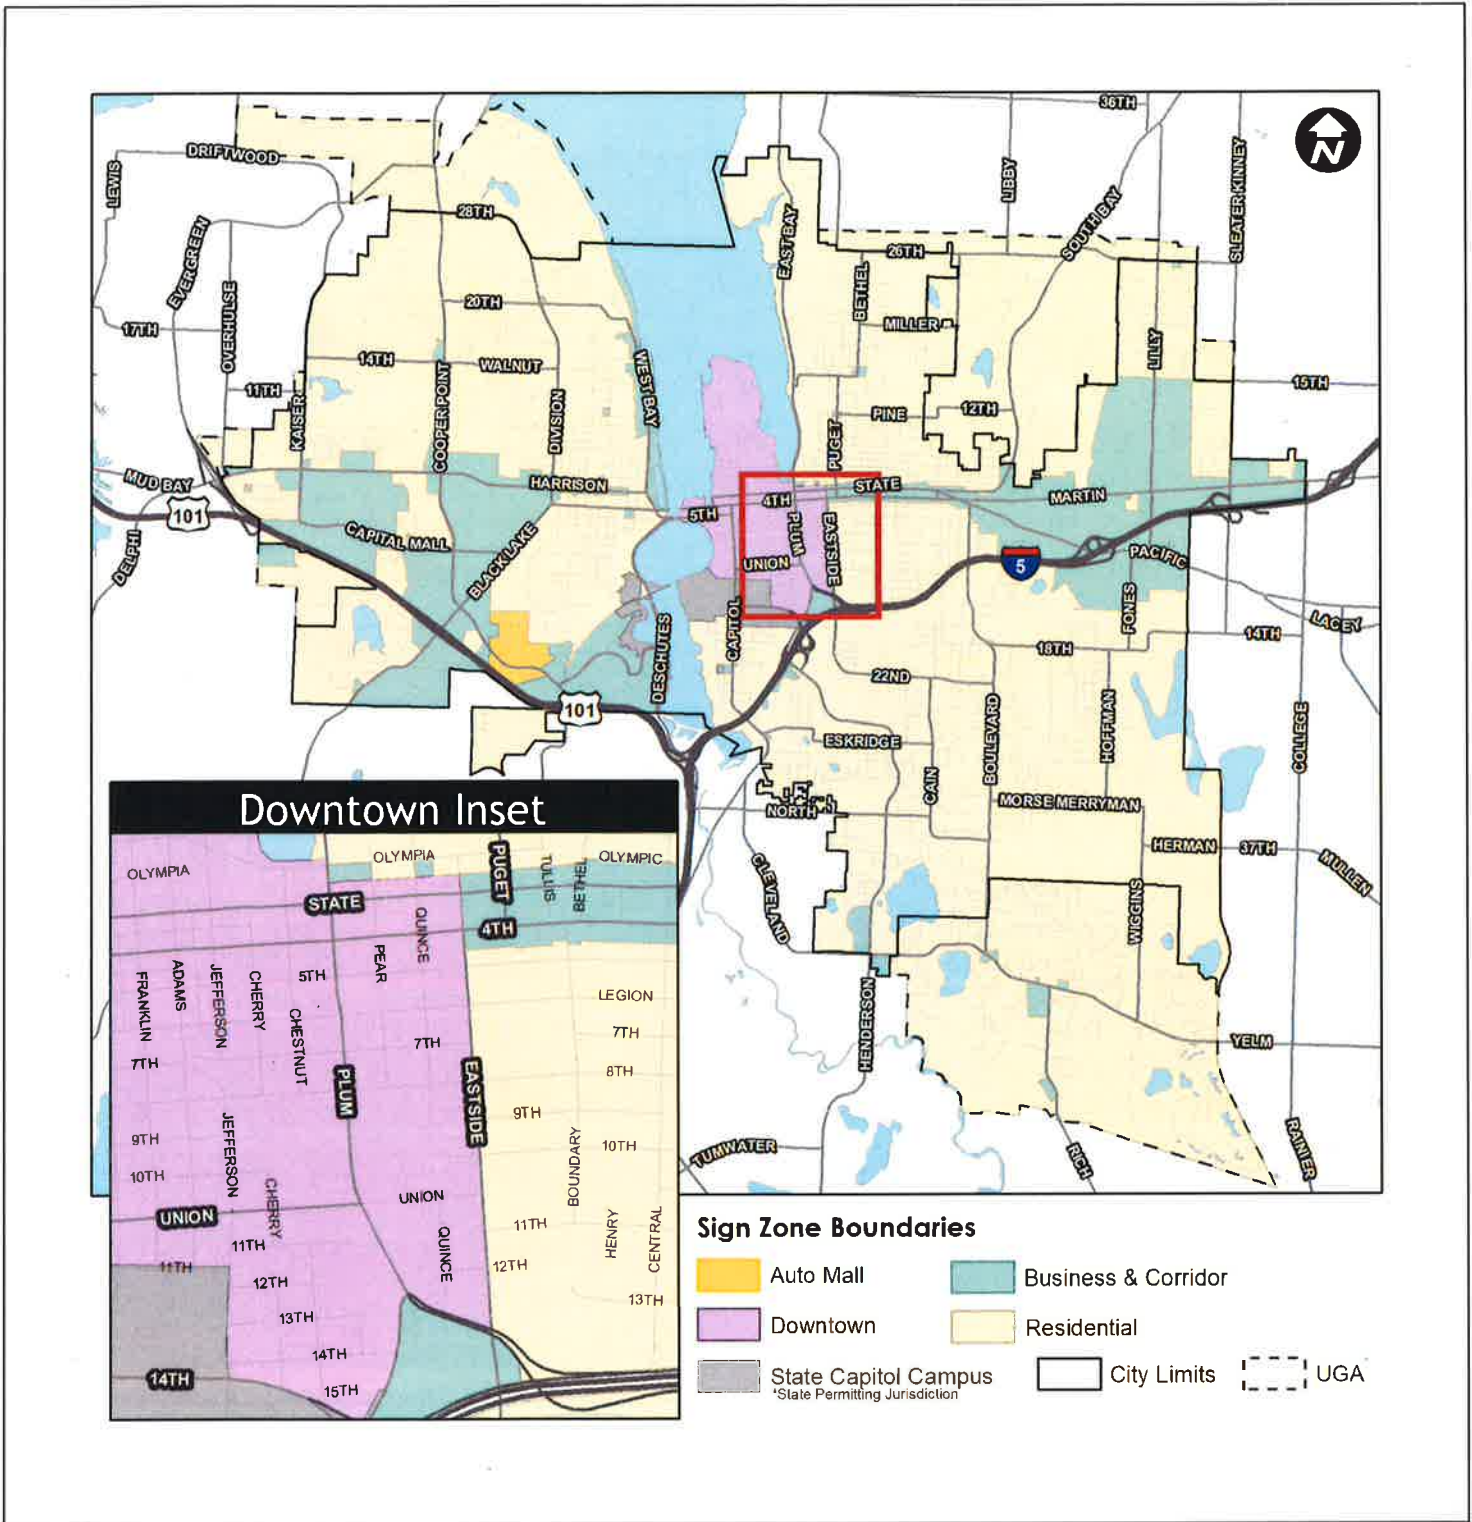 36TH
N
DRIFTWOOD
LEWIS
LIBBY
SLEATER KINNEY
28TH
SOUTH BAY
EAST BAY
26TH
EVERGREEN
BETHEL
OVERHULSE
20TH
17TH
MILLER
LILLY
14TH
WALNUT
WEST BAY
11TH
15TH
KAISER
COOPER POINT
DIVISION
PINE
12TH
PUGET
MUD BAY
HARRISON
STATE
MARTIN
4TH
101
5TH
PLUM
EASTSIDE
CAPITAL MALL
BLACK LAKE
DELPHI
UNION
5
PACIFIC
FONES
LACEY
CAPITOL
DESCHUTES
14TH
18TH
22ND
101
BOULEVARD
HOFFMAN
COLLEGE
ESKRIDGE
CAIN
MORSE MERRYMAN
NORTH
HERMAN
37TH
MULLEN
CLEVELAND
WIGGINS
HENDERSON
YELM
TUMWATER
RICH
RAINIER
Downtown Inset
OLYMPIA
OLYMPIA
PUGET
TULLIS
BETHEL
OLYMPIC
STATE
QUINCE
4TH
PEAR
FRANKLIN
ADAMS
JEFFERSON
CHERRY
5TH
CHESTNUT
LEGION
7TH
7TH
7TH
8TH
PLUM
EASTSIDE
9TH
9TH
JEFFERSON
BOUNDARY
10TH
10TH
CHERRY
UNION
UNION
QUINCE
11TH
HENRY
CENTRAL
11TH
11TH
12TH
12TH
13TH
13TH
14TH
14TH
15TH
Sign Zone Boundaries
Auto Mall
Business & Corridor
Downtown
Residential
State Capitol Campus
*State Permitting Jurisdiction
City Limits
UGA